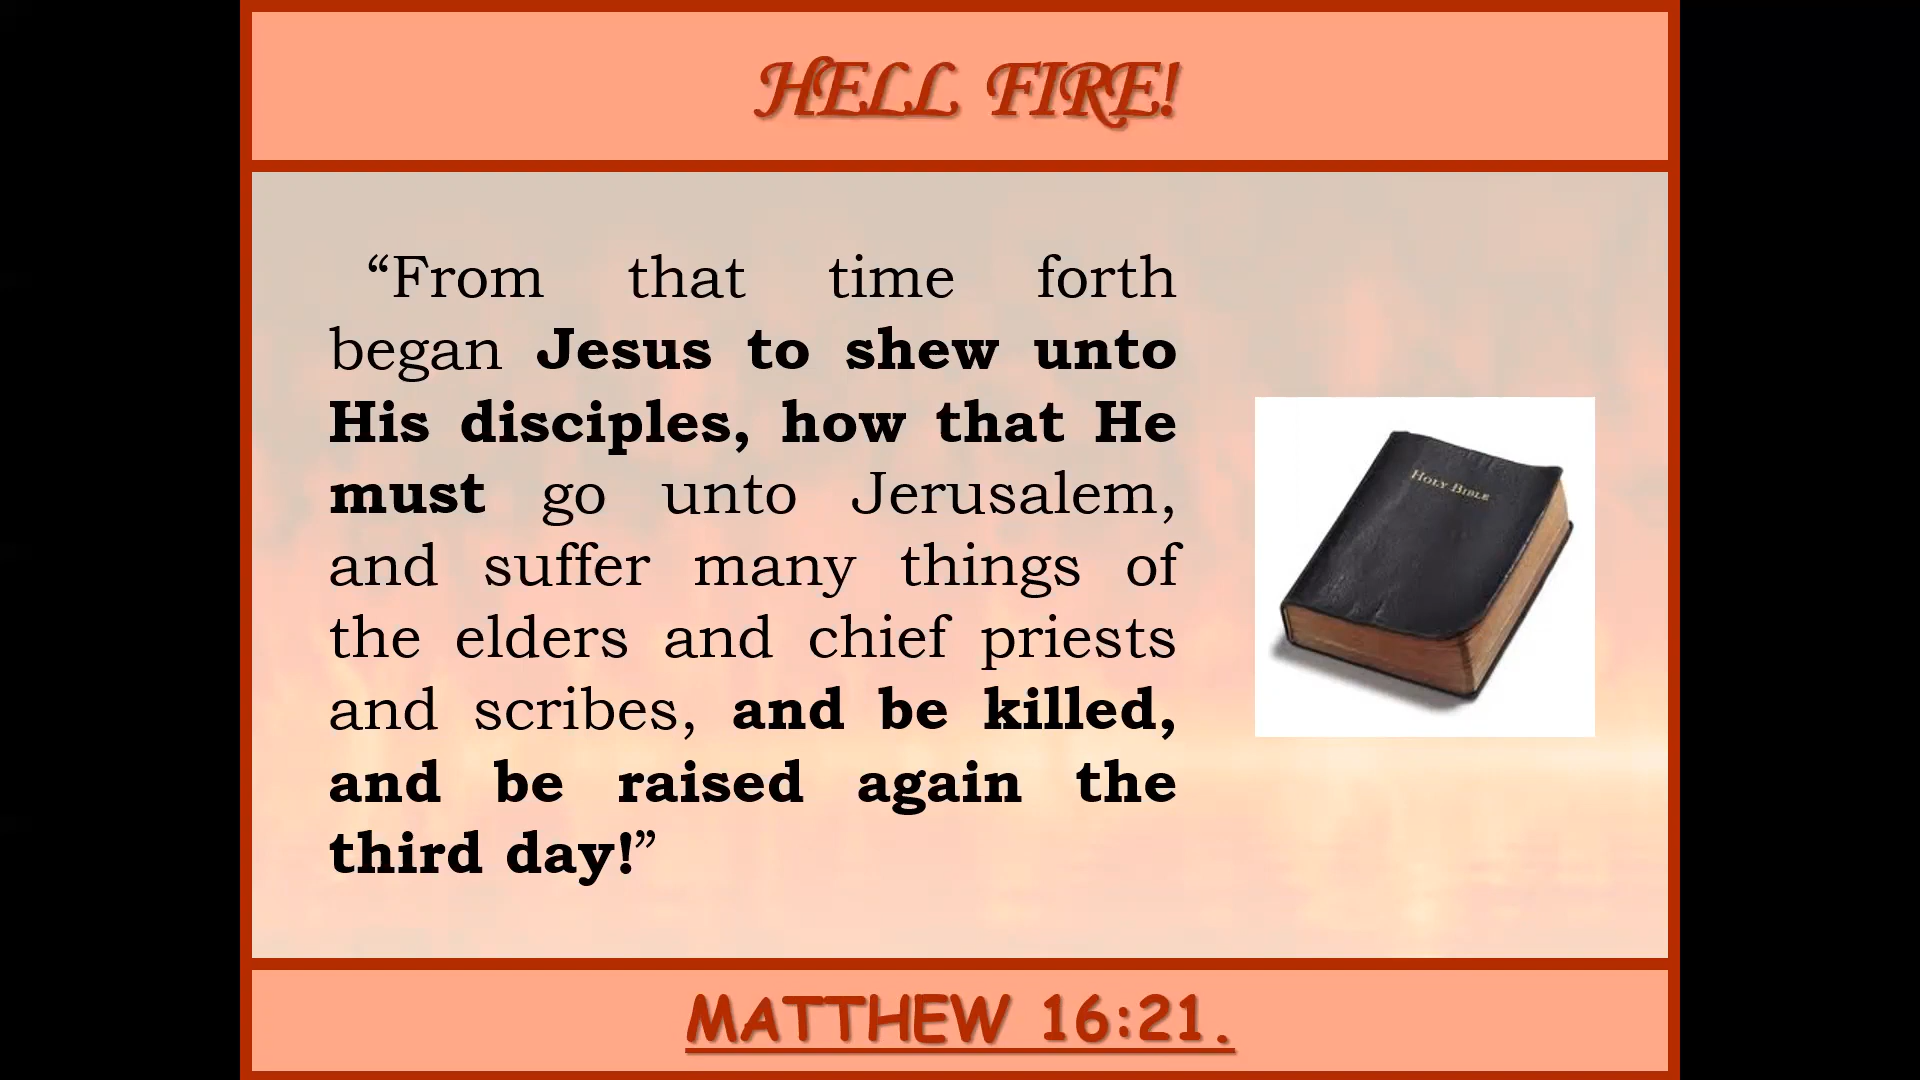 HELL FIRE!
“From that time forth
began Jesus to shew unto
His disciples, how that He
must go unto Jerusalem,
and suffer many things of
the elders and chief priests
and scribes, and be killed,
and be raised again the
third day!”
HOLY BIBLE
MATTHEW 16:21.